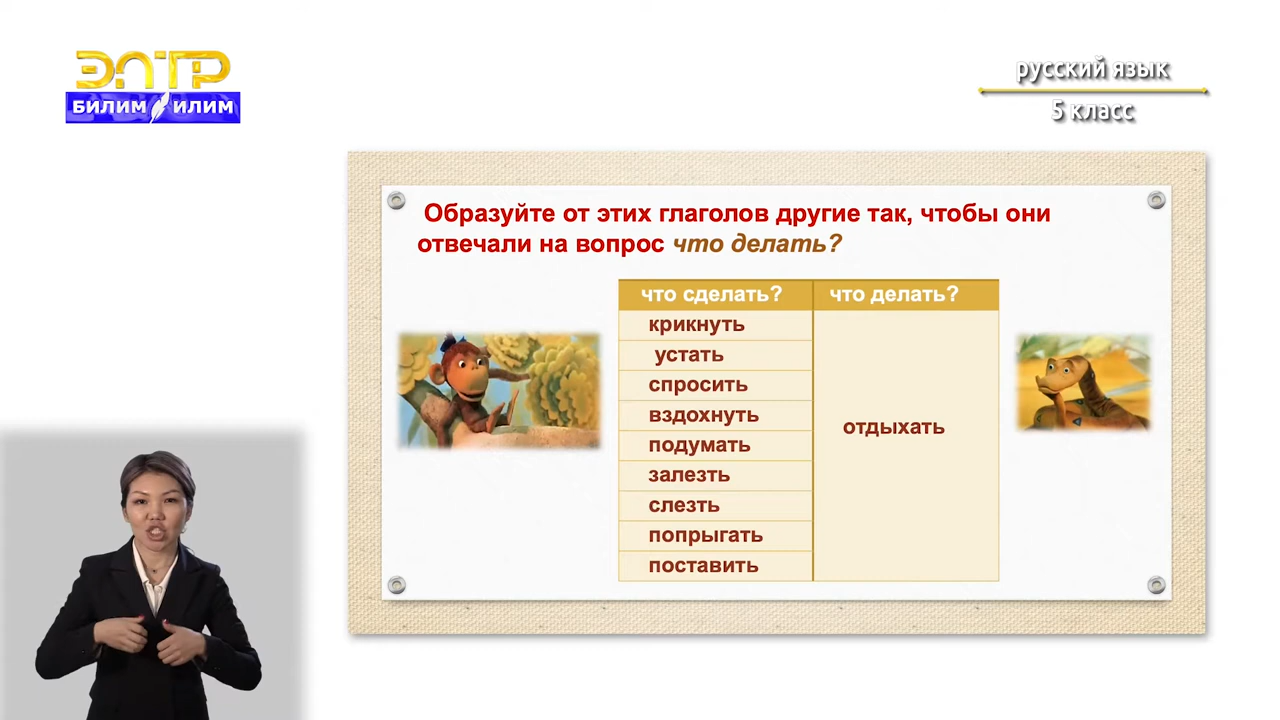 ЭЛТР
БИЛИМ ИЛИМ
русский язык
5 класс
Образуйте от этих глаголов другие так, чтобы они
отвечали на вопрос что делать?
что сделать? что делать?
крикнуть
устать
спросить
вздохнуть
отдыхать
подумать
залезть
слезть
попрыгать
поставить